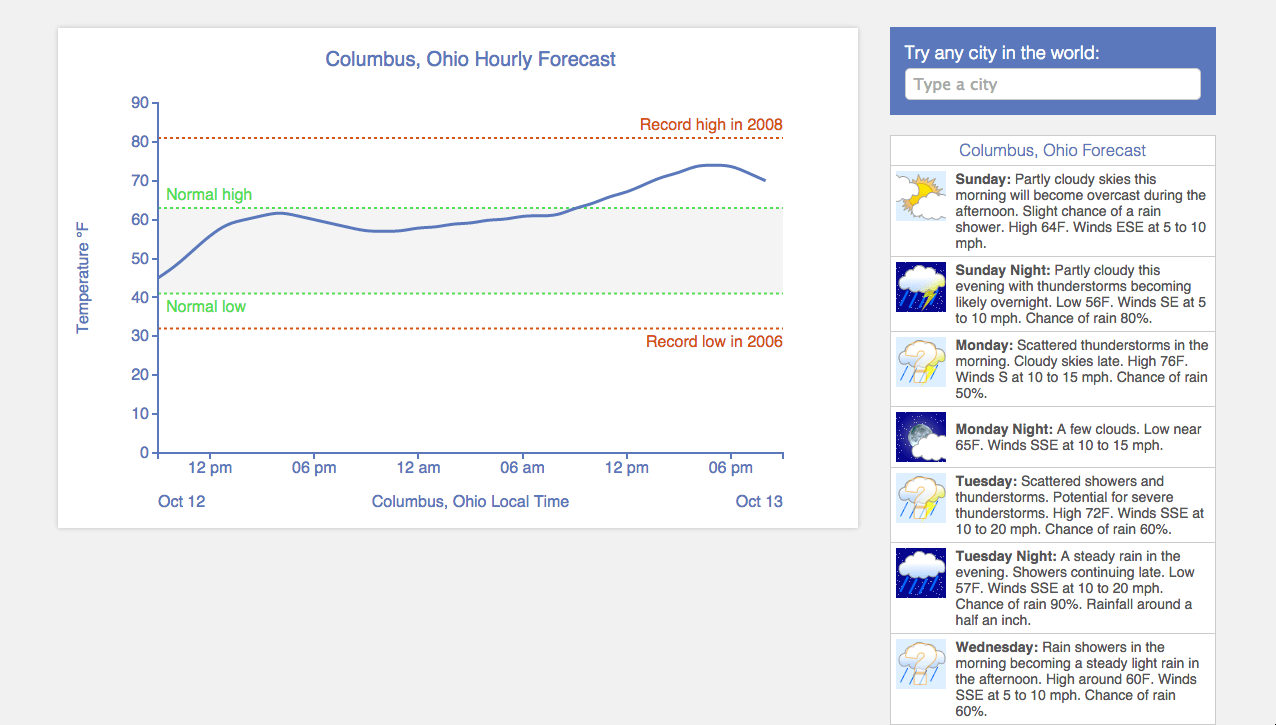 Columbus, Ohio Hourly Forecast
90
80
70
60
50
40
30
20
10
0
Temperature °F
Record high in 2008
Normal high
Normal low
Record low in 2006
12 pm 06 pm 12 am 06 am 12 pm 06 pm
Oct 12 Columbus, Ohio Local Time Oct 13
Try any city in the world:
Type a city
Columbus, Ohio Forecast
Sunday: Partly cloudy skies this
morning will become overcast during the
afternoon. Slight chance of a rain
shower. High 64F. Winds ESE at 5 to 10
mph.
Sunday Night: Partly cloudy this
evening with thunderstorms becoming
likely overnight. Low 56F. Winds SE at 5
to 10 mph. Chance of rain 80%.
Monday: Scattered thunderstorms in the
morning. Cloudy skies late. High 76F.
Winds S at 10 to 15 mph. Chance of rain
50%.
Monday Night: A few clouds. Low near
65F. Winds SSE at 10 to 15 mph.
Tuesday: Scattered showers and
thunderstorms. Potential for severe
thunderstorms. High 72F. Winds SSE at
10 to 20 mph. Chance of rain 60%.
Tuesday Night: A steady rain in the
evening. Showers continuing late. Low
57F. Winds SSE at 10 to 20 mph.
Chance of rain 90%. Rainfall around a
half an inch.
Wednesday: Rain showers in the
morning becoming a steady light rain in
the afternoon. High around 60F. Winds
SSE at 5 to 10 mph. Chance of rain
60%.